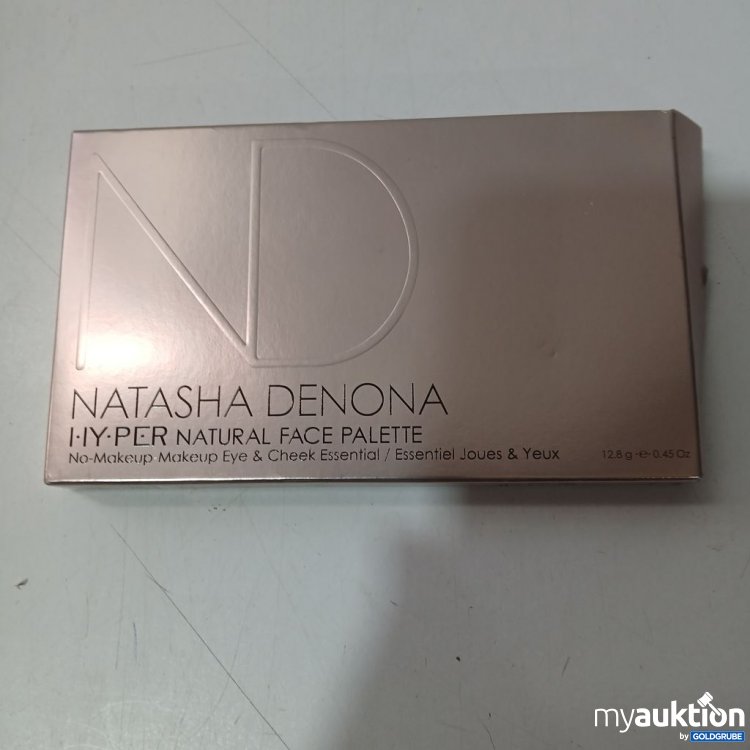 ND
NATASHA DENONA
HY·PER NATURAL FACE PALETTE
No-Makeup Makeup Eye & Cheek Essential / Essentiel Joues & Yeux
12.8 g ·e· 0.45 Oz
myauktion
by GOLDGRUBE